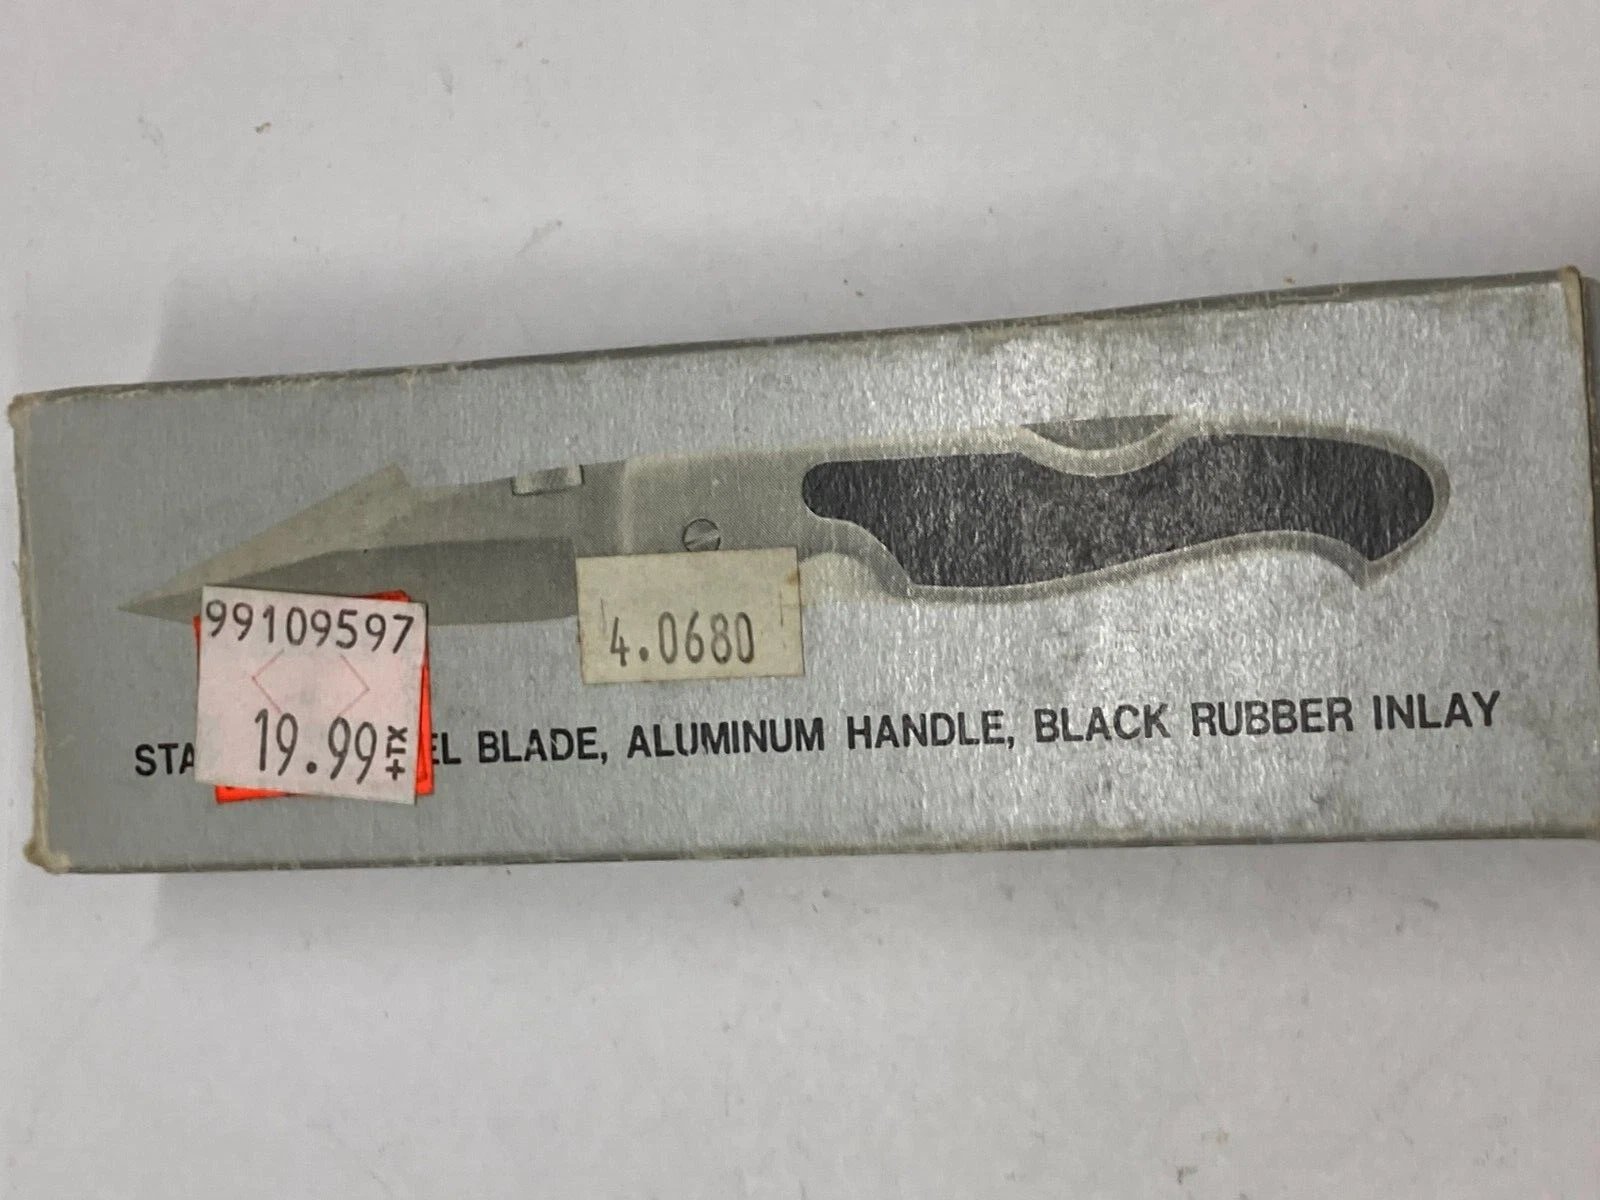 99109597
19.99+TX
4.0680
STA EL BLADE, ALUMINUM HANDLE, BLACK RUBBER INLAY